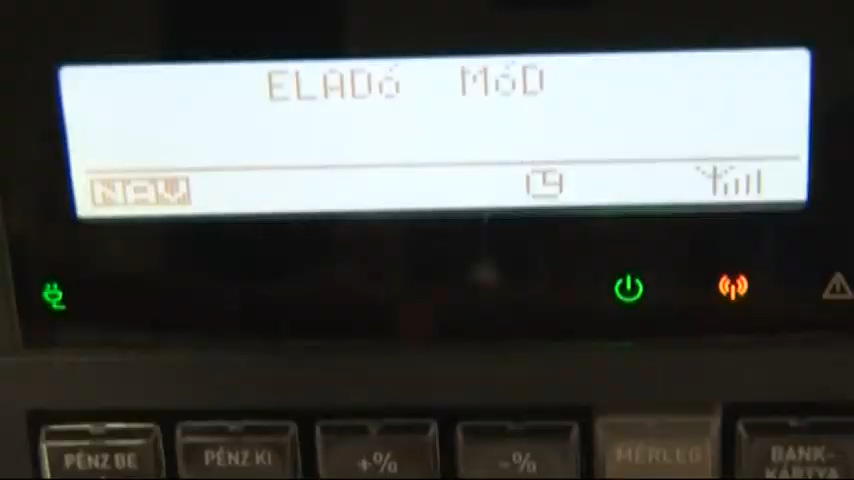 ELADó MóD
NAV
PÉNZ BE
PÉNZ KI
+%
-%
MÉRLEG
BANK-
KÁRTYA